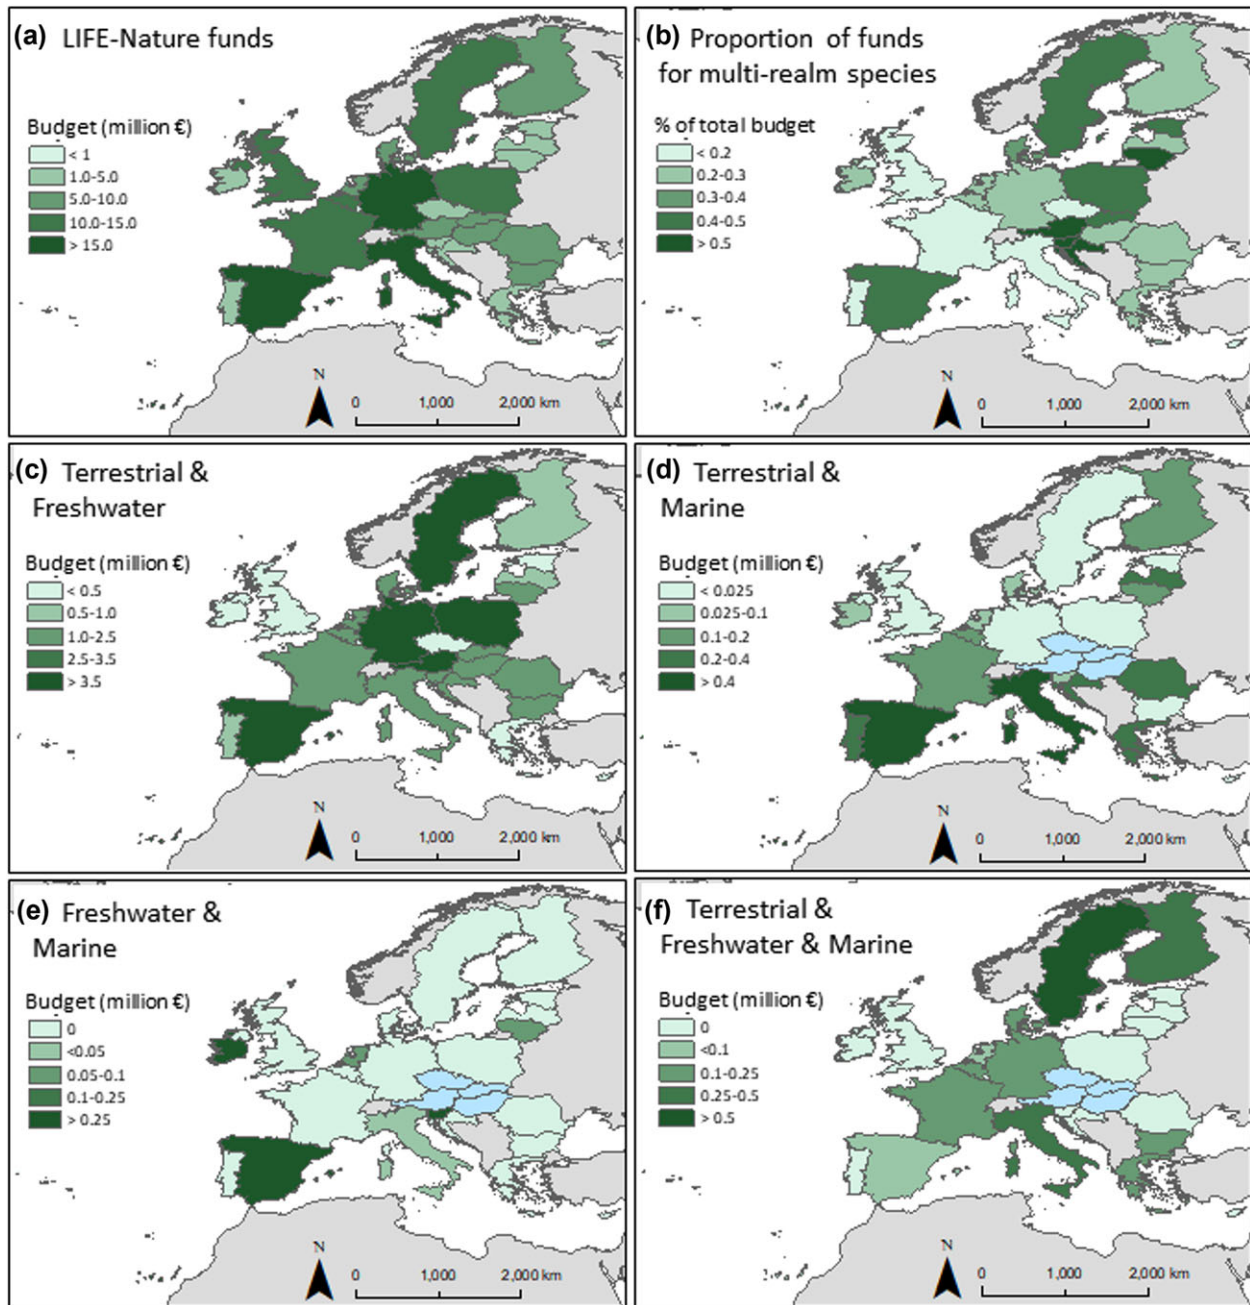 (a) LIFE-Nature funds
Budget (million €)
< 1
1.0-5.0
5.0-10.0
10.0-15.0
> 15.0
N
0 1,000 2,000 km
(b) Proportion of funds
for multi-realm species
% of total budget
< 0.2
0.2-0.3
0.3-0.4
0.4-0.5
> 0.5
N
0 1,000 2,000 km
(c) Terrestrial &
Freshwater
Budget (million €)
< 0.5
0.5-1.0
1.0-2.5
2.5-3.5
> 3.5
N
0 1,000 2,000 km
(d) Terrestrial &
Marine
Budget (million €)
< 0.025
0.025-0.1
0.1-0.2
0.2-0.4
> 0.4
N
0 1,000 2,000 km
(e) Freshwater &
Marine
Budget (million €)
0
<0.05
0.05-0.1
0.1-0.25
> 0.25
N
0 1,000 2,000 km
(f) Terrestrial &
Freshwater & Marine
Budget (million €)
0
<0.1
0.1-0.25
0.25-0.5
> 0.5
N
0 1,000 2,000 km